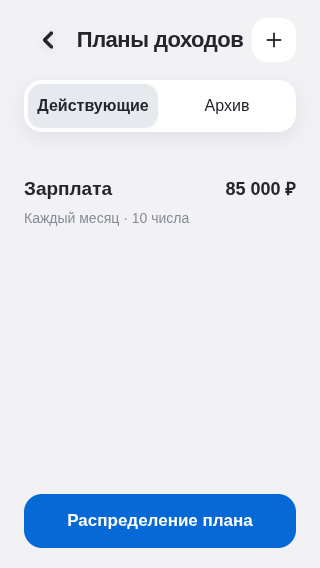 Планы доходов
Действующие
Архив
Зарплата
85 000 ₽
Каждый месяц · 10 числа
Распределение плана